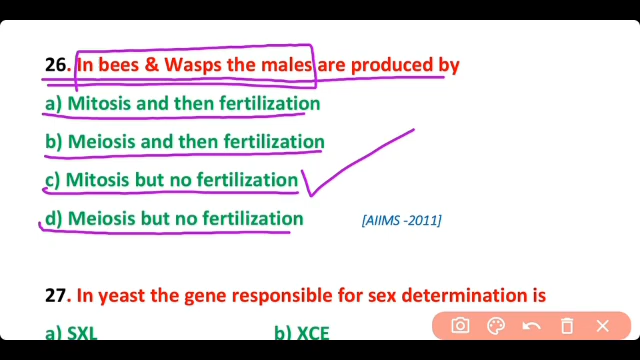 26. In bees & Wasps the males are produced by
a) Mitosis and then fertilization
b) Meiosis and then fertilization
c) Mitosis but no fertilization
d) Meiosis but no fertilization [AIIMS -2011]
27. In yeast the gene responsible for sex determination is
a) SXL b) XCE